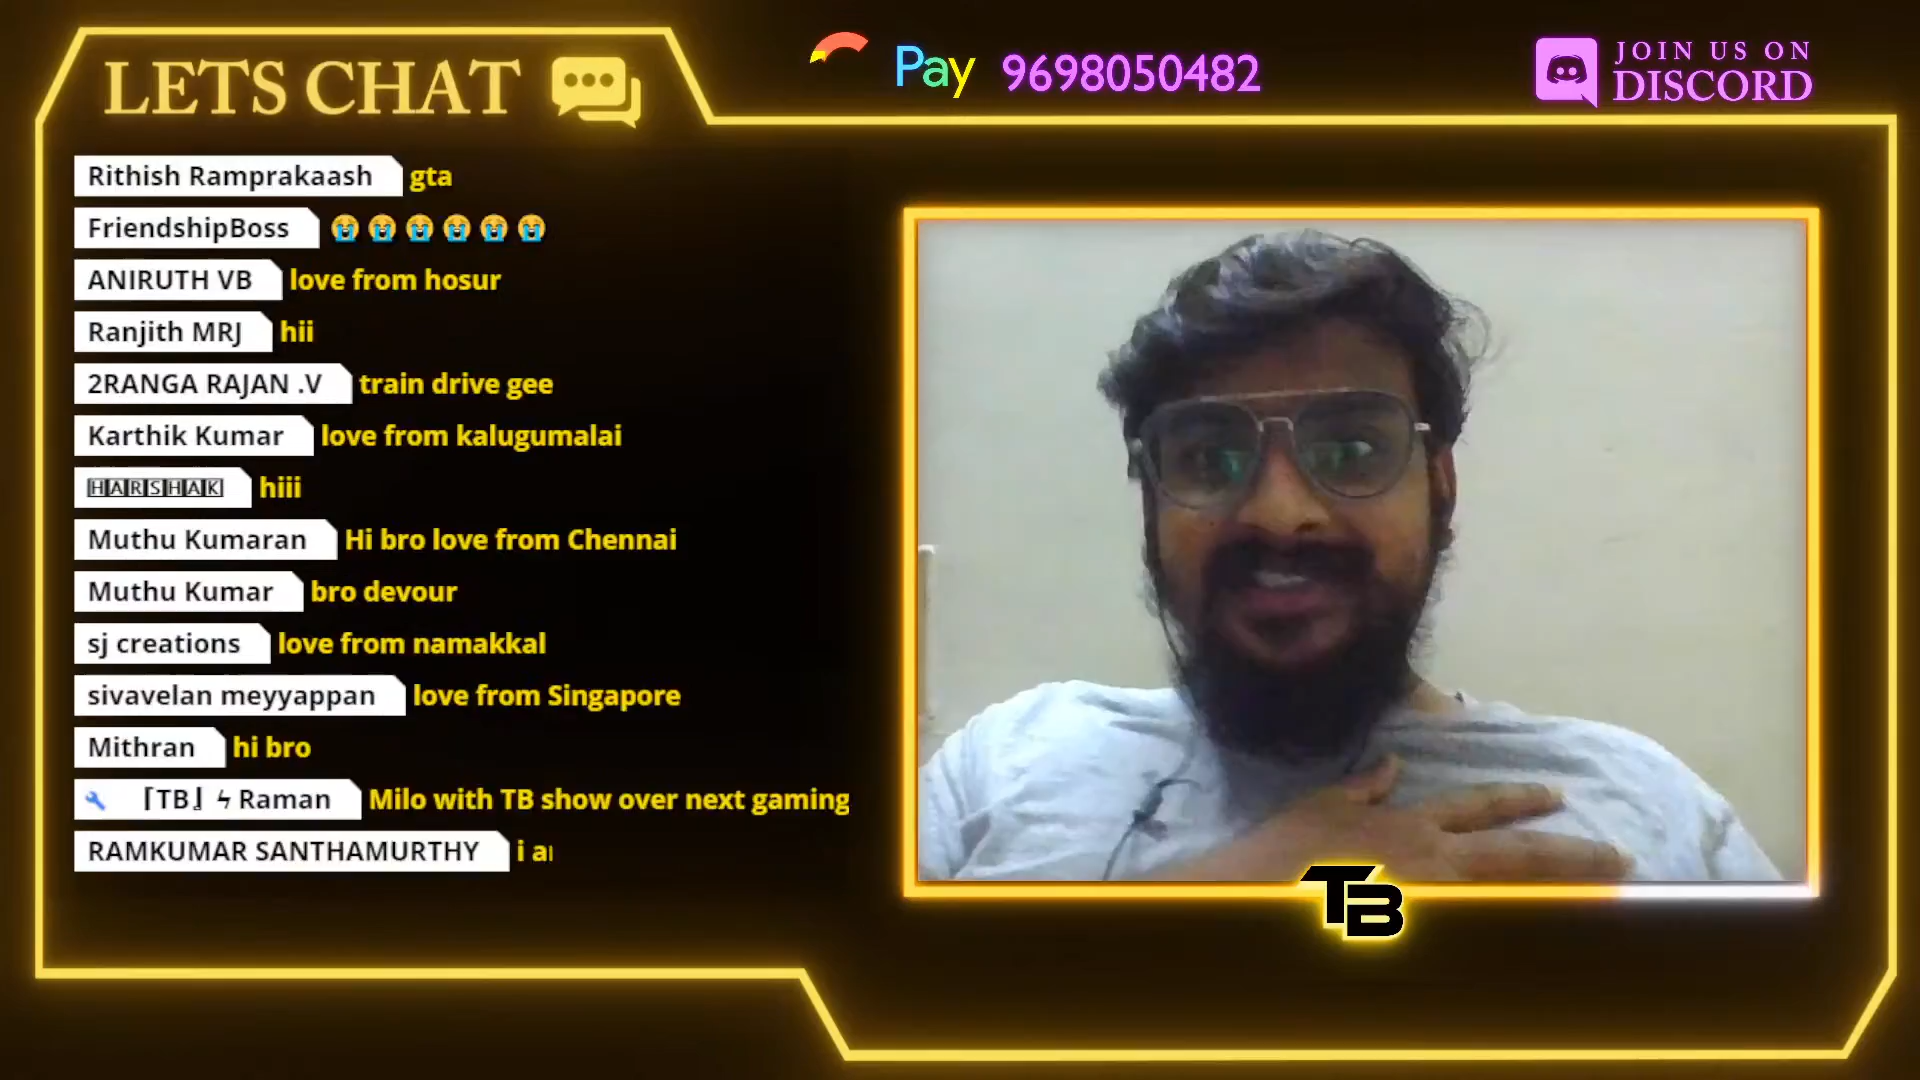 LETS CHAT
Pay 9698050482
JOIN US ON
DISCORD
Rithish Ramprakaash gta
FriendshipBoss 😭😭😭😭😭😭
ANIRUTH VB love from hosur
Ranjith MRJ hii
2RANGA RAJAN .V train drive gee
Karthik Kumar love from kalugumalai
🄷🄰🅁🅂🄷🄰🄺 hiii
Muthu Kumaran Hi bro love from Chennai
Muthu Kumar bro devour
sj creations love from namakkal
sivavelan meyyappan love from Singapore
Mithran hi bro
『TB』ϟ Raman Milo with TB show over next gaming
RAMKUMAR SANTHAMURTHY i
TB